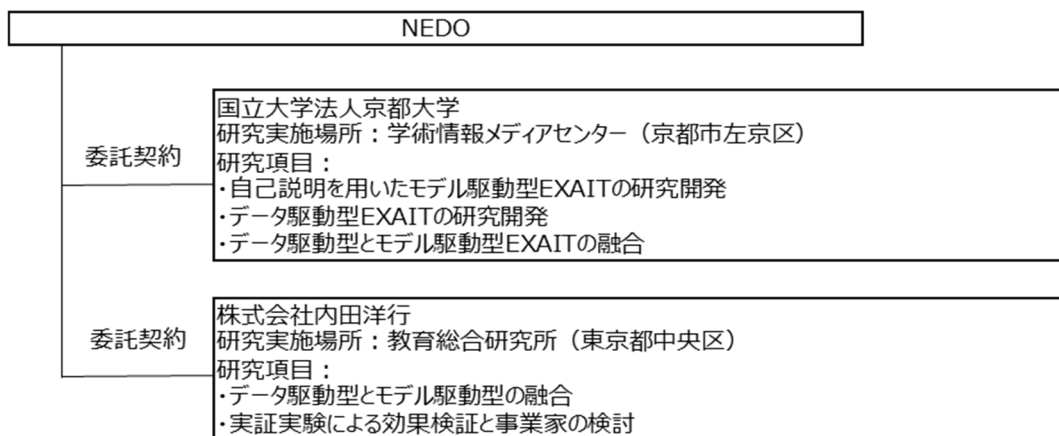 NEDO
委託契約
国立大学法人京都大学
研究実施場所：学術情報メディアセンター（京都市左京区）
研究項目：
・自己説明を用いたモデル駆動型EXAITの研究開発
・データ駆動型EXAITの研究開発
・データ駆動型とモデル駆動型EXAITの融合
委託契約
株式会社内田洋行
研究実施場所：教育総合研究所（東京都中央区）
研究項目：
・データ駆動型とモデル駆動型の融合
・実証実験による効果検証と事業家の検討